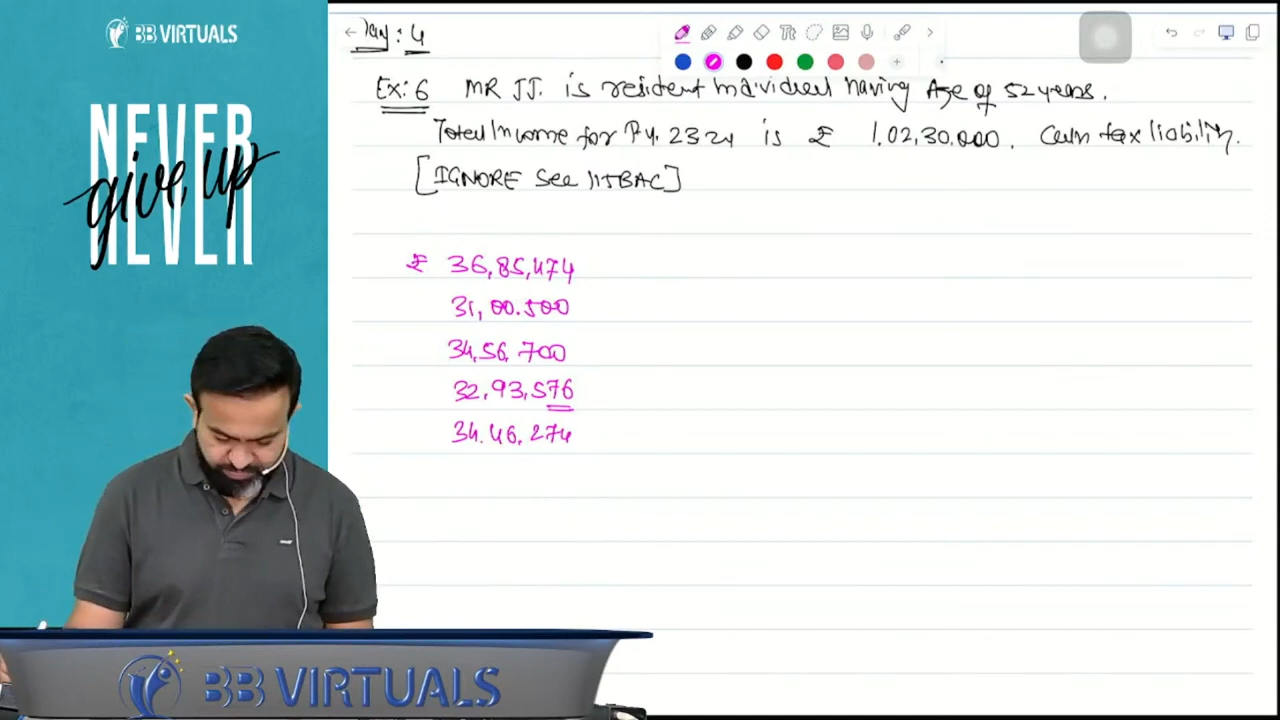 BB VIRTUALS
NEVER
give up
NEVER
Day: 4
Ex: 6 MR JJ. is resident Individual having Age of 52 years.
Total Income for P.Y. 23 24 is ₹ 1,02,30,000. Cam tax liability.
[IGNORE Sec 115BAC]
₹ 36,85,474
31,00.500
34,56,700
32,93,576
34.46,274
BB VIRTUALS